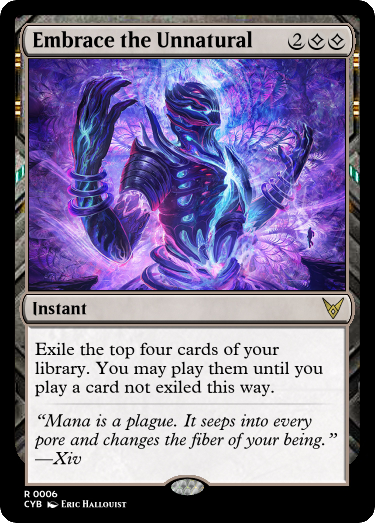 Embrace the Unnatural 2
Instant
Exile the top four cards of your
library. You may play them until you
play a card not exiled this way.
“Mana is a plague. It seeps into every
pore and changes the fiber of your being.”
—Xiv
R 0006
CYB Eric Hallquist